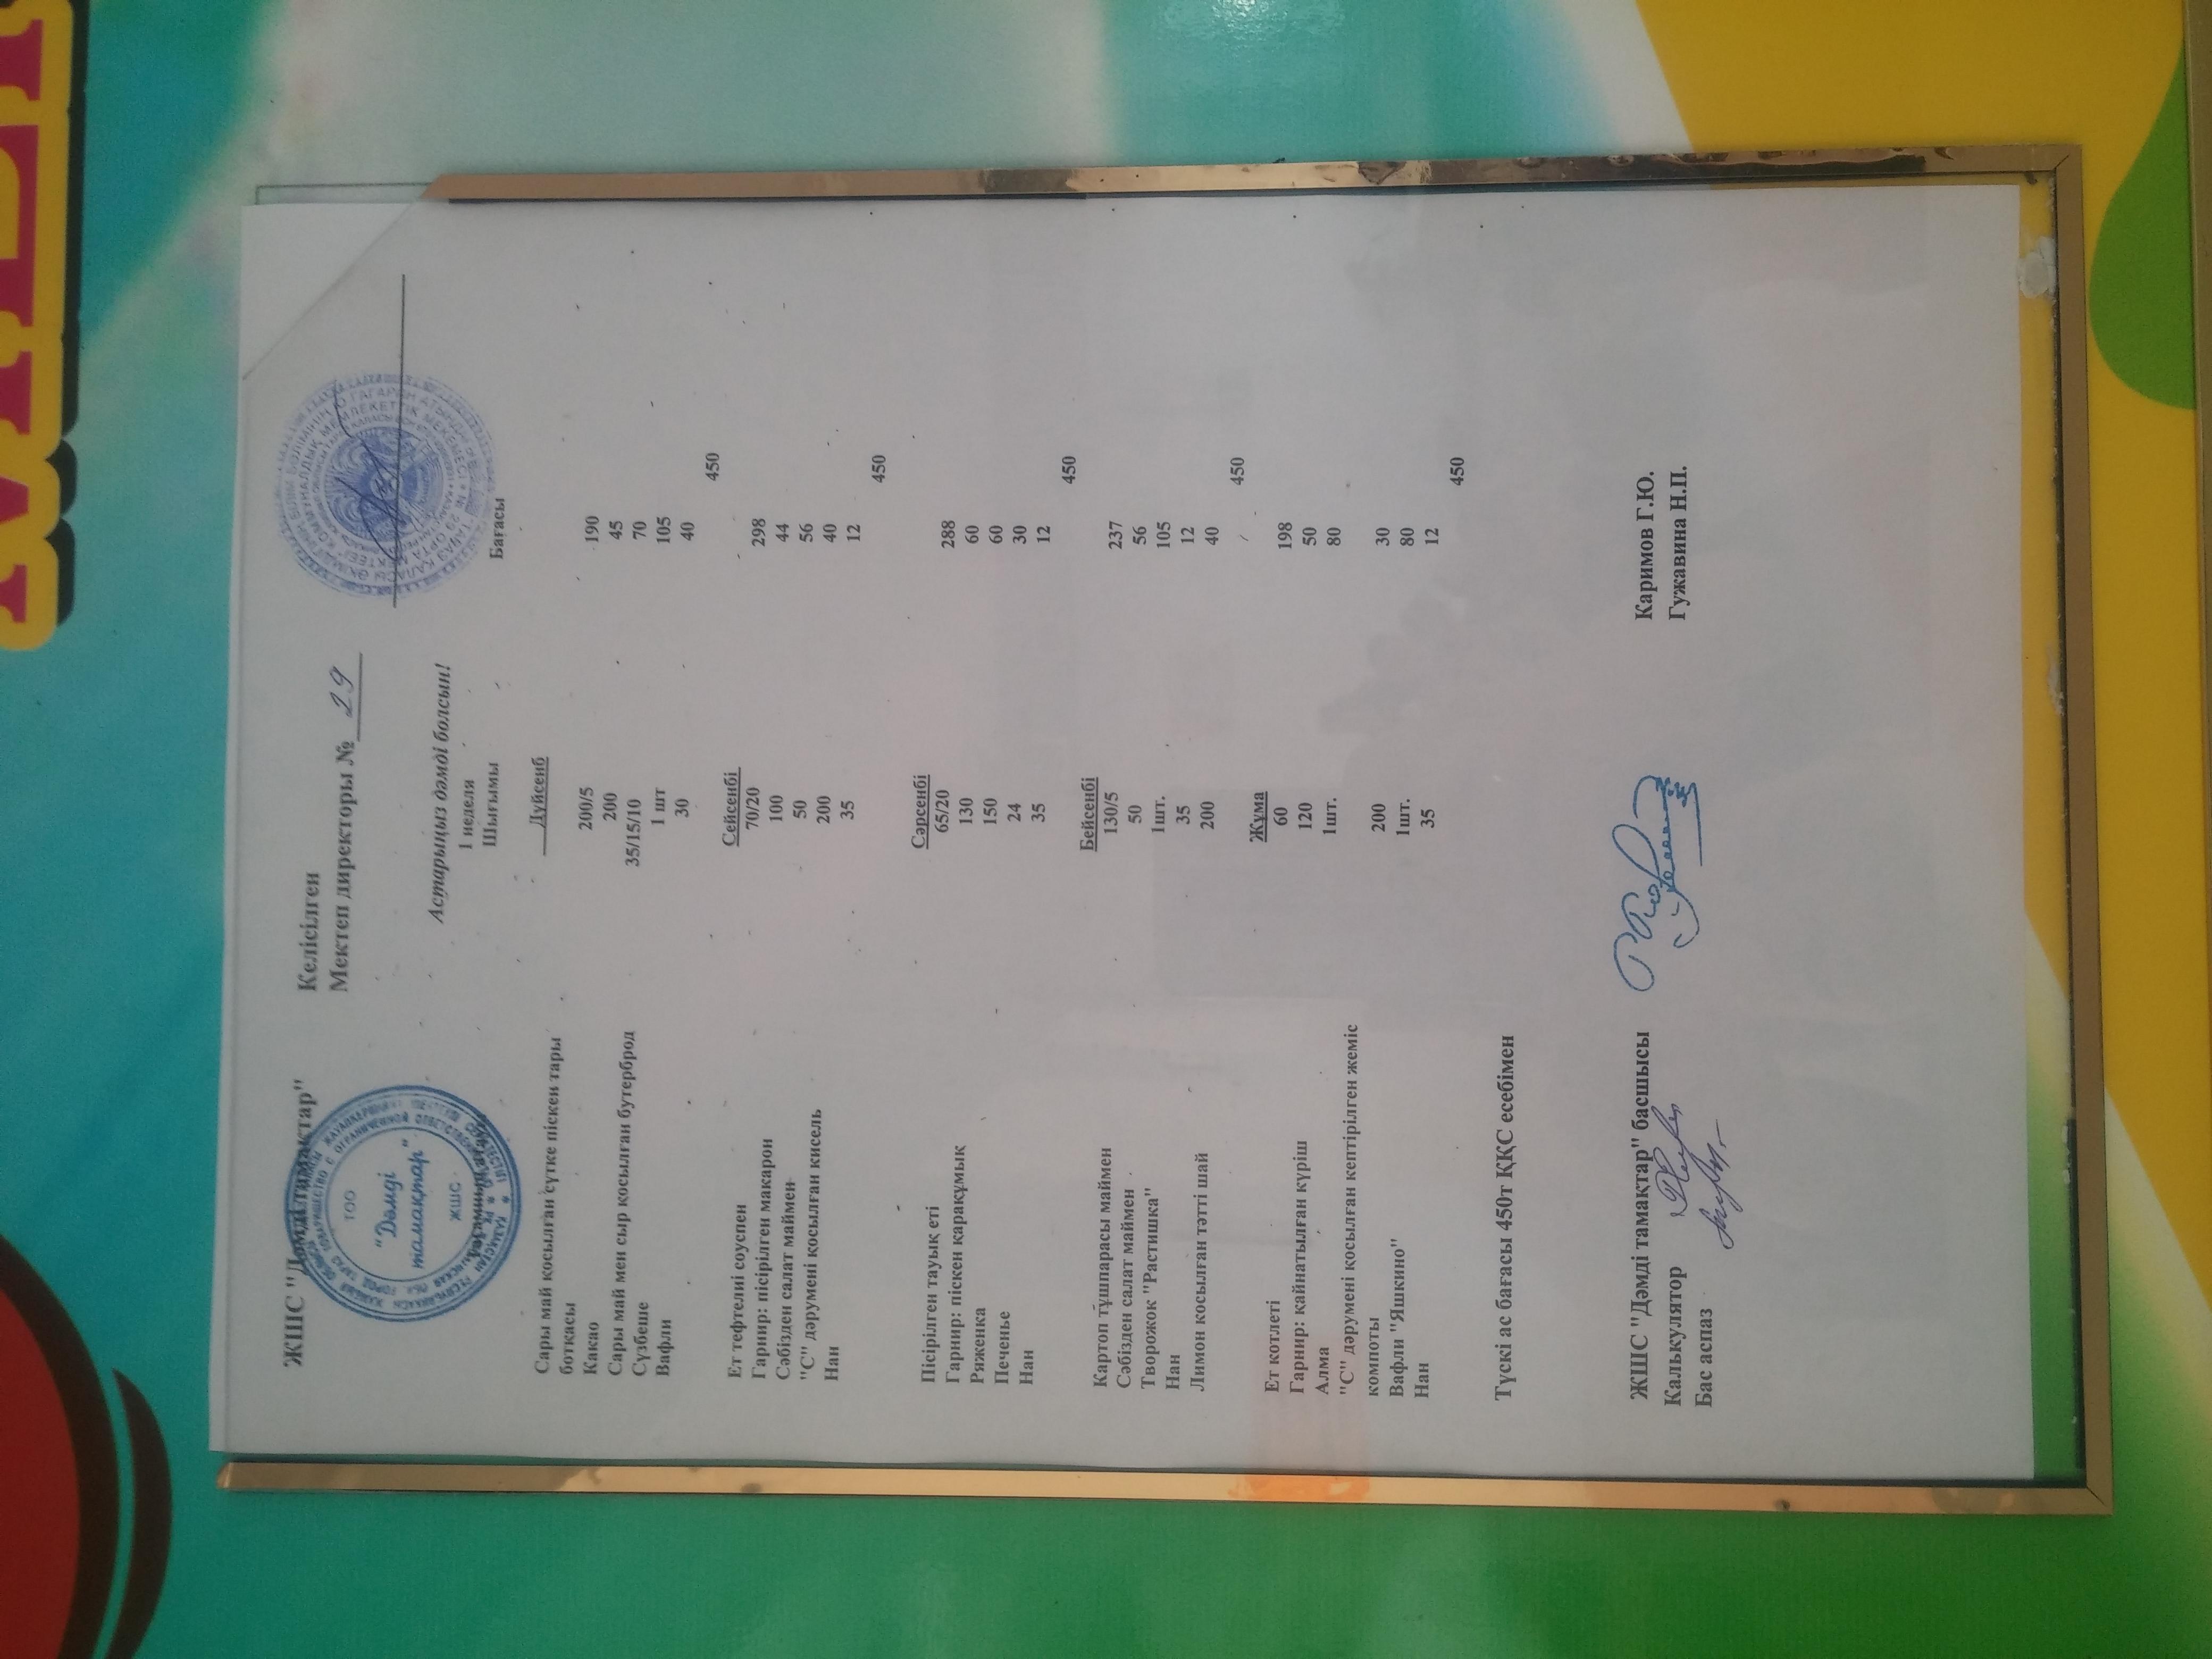 ЖШС "Дәмді тамақтар"
Келісілген
Мектеп директоры № 29
ТОО
"Дәмді
тамақтар"
ЖШС
Астарыңыз дәмді болсын!
1 неделя
Шығымы Бағасы
Дүйсенб
Сары май қосылған сүтке піскен тары
ботқасы 200/5 190
Какао 200 45
Сары май мен сыр қосылған бутерброд 35/15/10 70
Сүзбеше 1 шт 105
Вафли 30 40
450
Сейсенбі
Ет тефтелиі соуспен 70/20 298
Гарнир: пісірілген макарон 100 44
Сәбізден салат маймен 50 56
"С" дәрумені қосылған кисель 200 40
Нан 35 12
450
Сәрсенбі
Пісірілген тауық еті 65/20 288
Гарнир: піскен қарақұмық 130 60
Ряженка 150 60
Печенье 24 30
Нан 35 12
450
Бейсенбі
Картоп тұшпарасы маймен 130/5 237
Сәбізден салат маймен 50 56
Творожок "Растишка" 1шт. 105
Нан 35 12
Лимон қосылған тәтті шай 200 40
450
Жұма
Ет котлеті 60 198
Гарнир: қайнатылған күріш 120 50
Алма 1шт. 80
"С" дәрумені қосылған кептірілген жеміс
компоты 200 30
Вафли "Яшкино" 1шт. 80
Нан 35 12
450
Түскі ас бағасы 450т ҚҚС есебімен
ЖШС "Дәмді тамақтар" басшысы Каримов Г.Ю.
Калькулятор Гужавина Н.П.
Бас аспаз